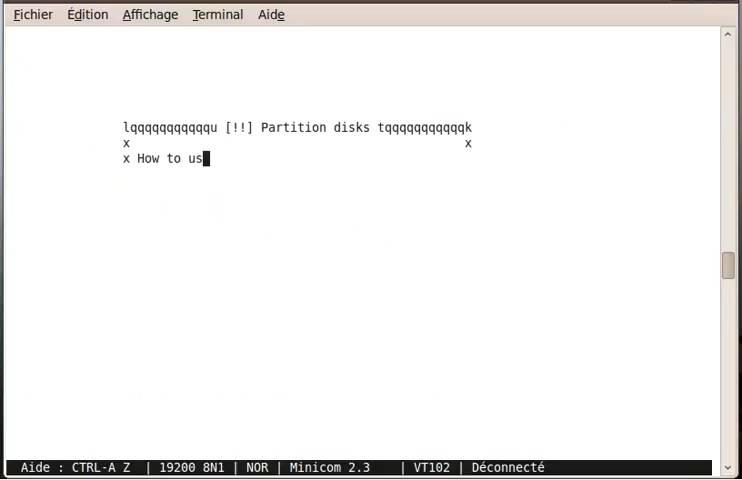 Fichier Édition Affichage Terminal Aide
lqqqqqqqqqqqu [!!] Partition disks tqqqqqqqqqqqk
x x
x How to us
Aide : CTRL-A Z | 19200 8N1 | NOR | Minicom 2.3 | VT102 | Déconnecté